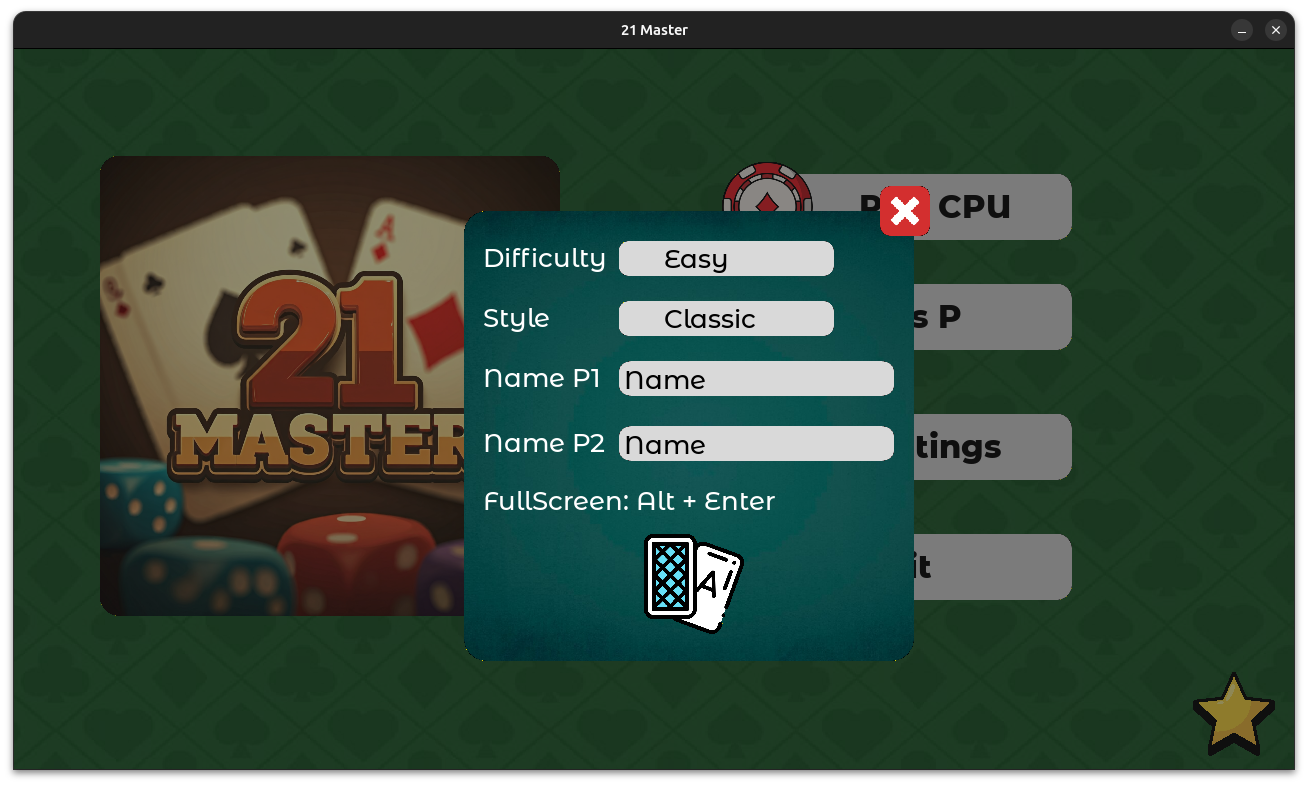 21 Master
A
21
MASTER
CPU
s P
tings
it
Difficulty Easy
Style Classic
Name P1 Name
Name P2 Name
FullScreen: Alt + Enter
A